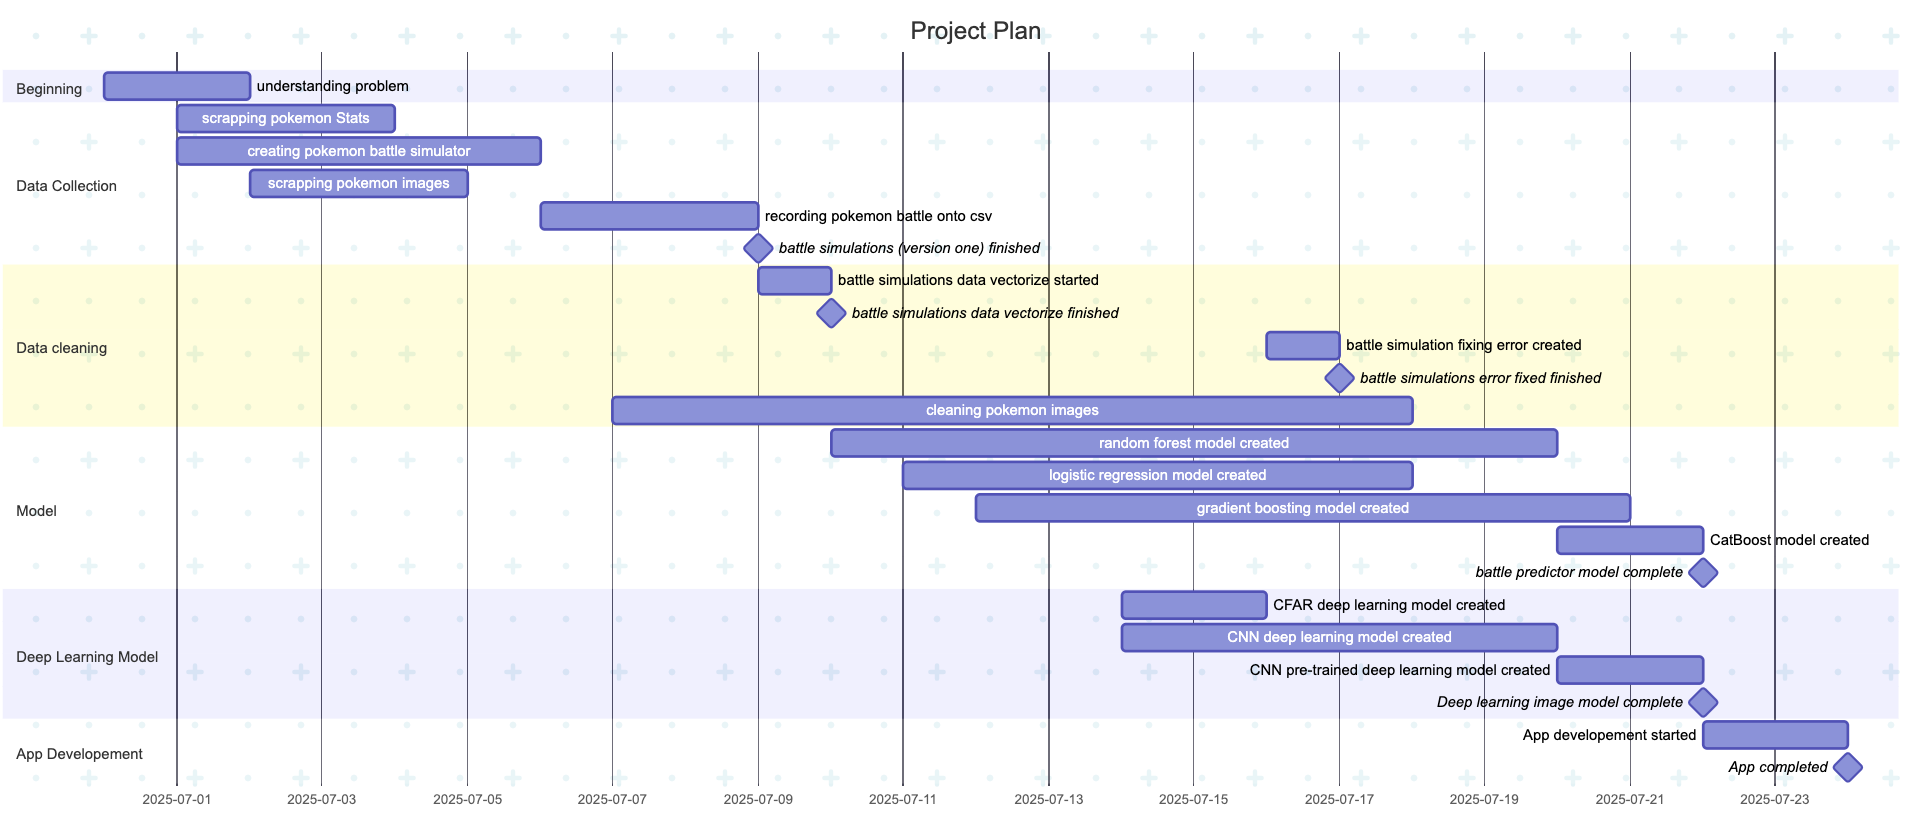 Project Plan
Beginning
understanding problem
scrapping pokemon Stats
creating pokemon battle simulator
Data Collection
scrapping pokemon images
recording pokemon battle onto csv
battle simulations (version one) finished
battle simulations data vectorize started
battle simulations data vectorize finished
Data cleaning
battle simulation fixing error created
battle simulations error fixed finished
cleaning pokemon images
random forest model created
logistic regression model created
Model
gradient boosting model created
CatBoost model created
battle predictor model complete
CFAR deep learning model created
CNN deep learning model created
Deep Learning Model
CNN pre-trained deep learning model created
Deep learning image model complete
App developement started
App Developement
App completed
2025-07-01
2025-07-03
2025-07-05
2025-07-07
2025-07-09
2025-07-11
2025-07-13
2025-07-15
2025-07-17
2025-07-19
2025-07-21
2025-07-23